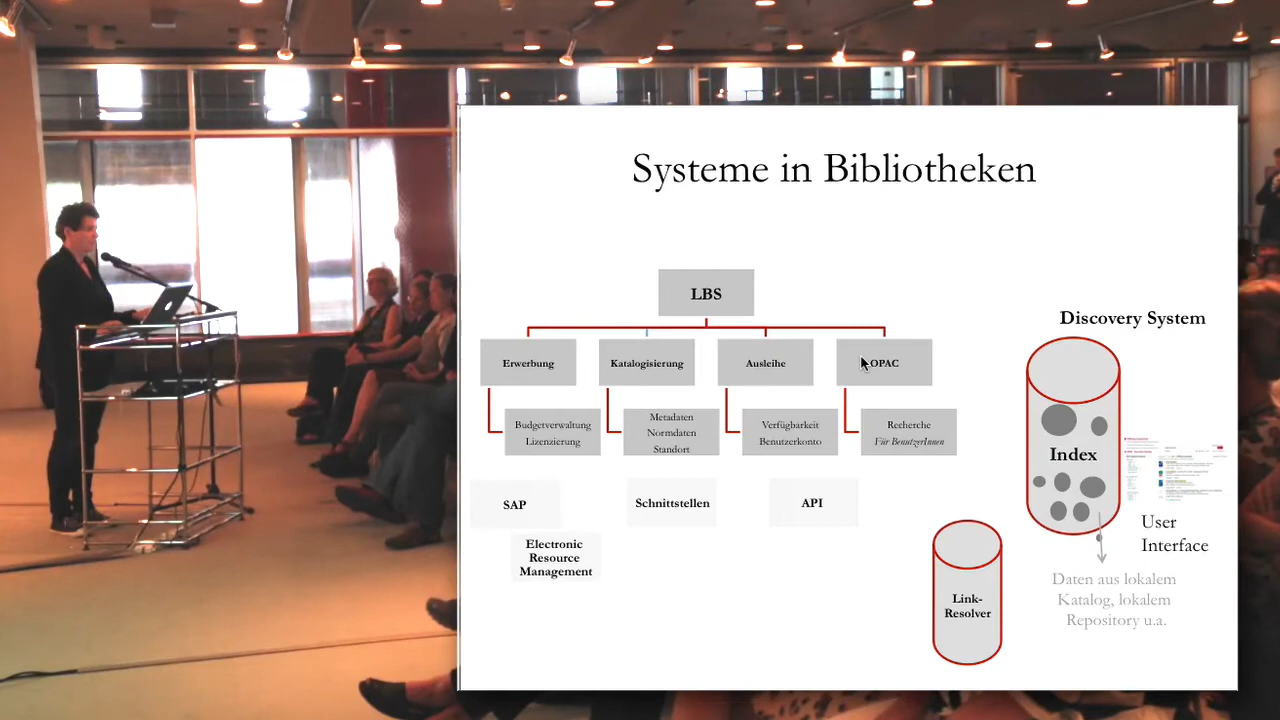 Systeme in Bibliotheken
LBS
Discovery System
Erwerbung
Katalogisierung
Ausleihe
OPAC
Budgetverwaltung
Lizenzierung
Metadaten
Normdaten
Standort
Verfügbarkeit
Benutzerkonto
Recherche
Für BenutzerInnen
Index
SAP
Schnittstellen
API
User
Interface
Electronic
Resource
Management
Link-
Resolver
Daten aus lokalem
Katalog, lokalem
Repository u.a.